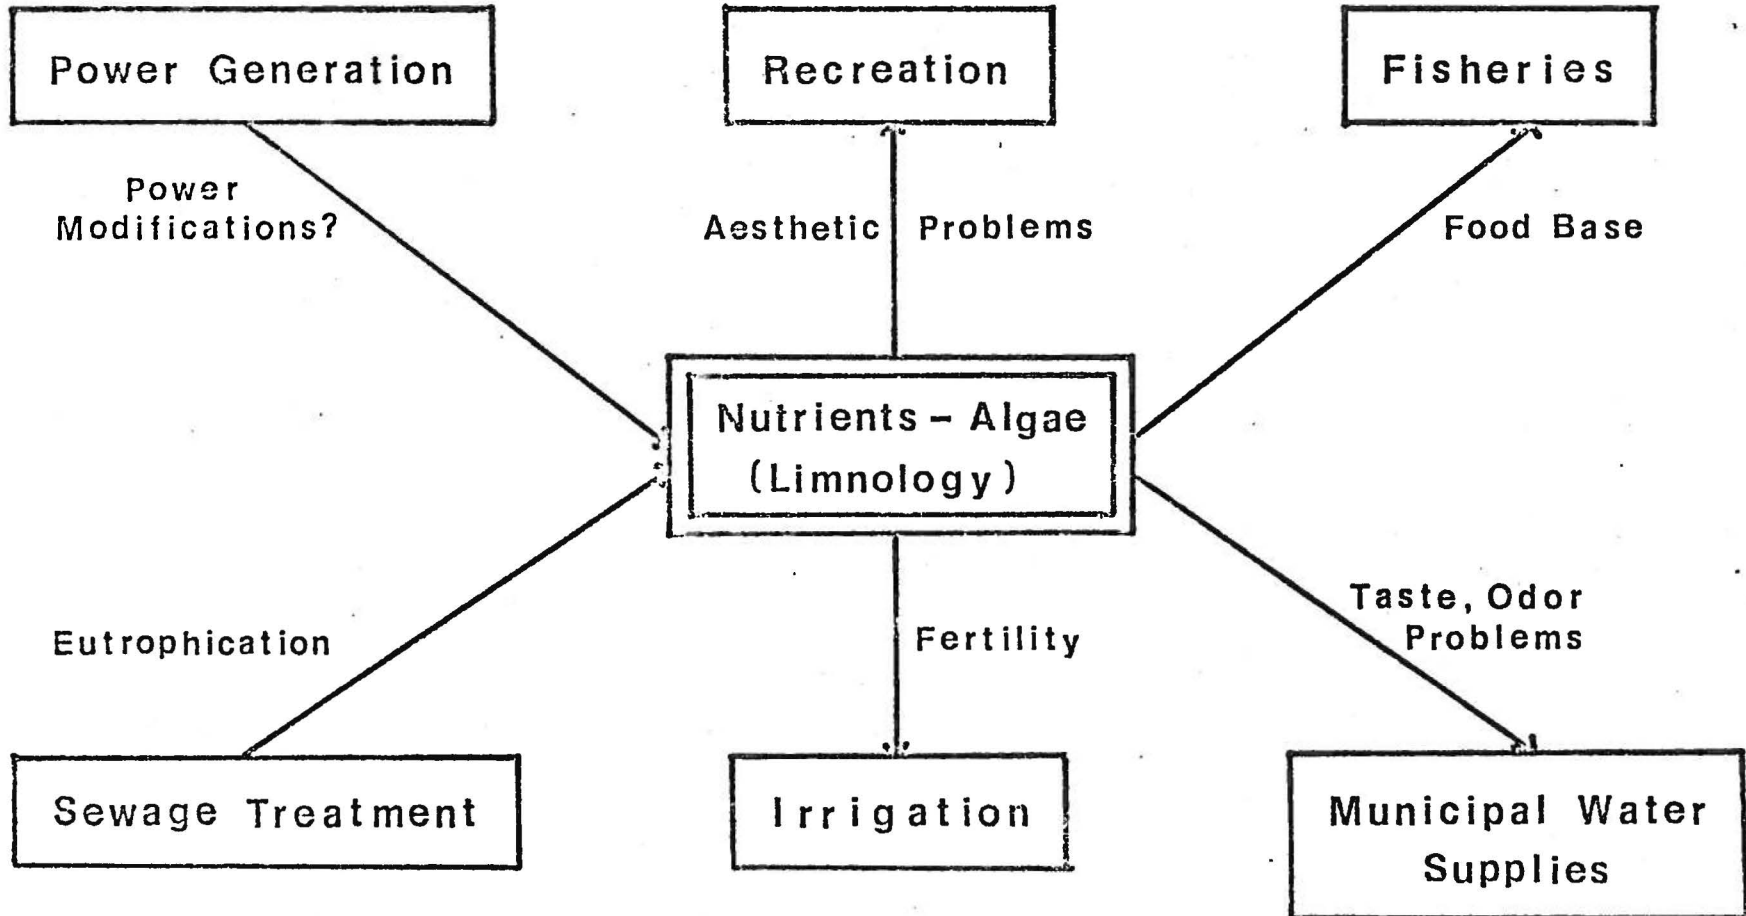 Power Generation
Recreation
Fisheries
Power
Modifications?
Aesthetic Problems
Food Base
Nutrients – Algae
(Limnology)
Eutrophication
Fertility
Taste, Odor
Problems
Sewage Treatment
Irrigation
Municipal Water
Supplies